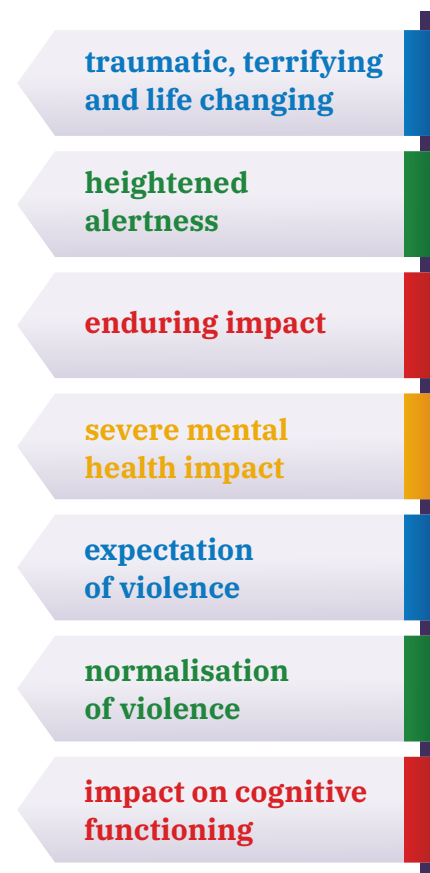 traumatic, terrifying
and life changing
heightened
alertness
enduring impact
severe mental
health impact
expectation
of violence
normalisation
of violence
impact on cognitive
functioning